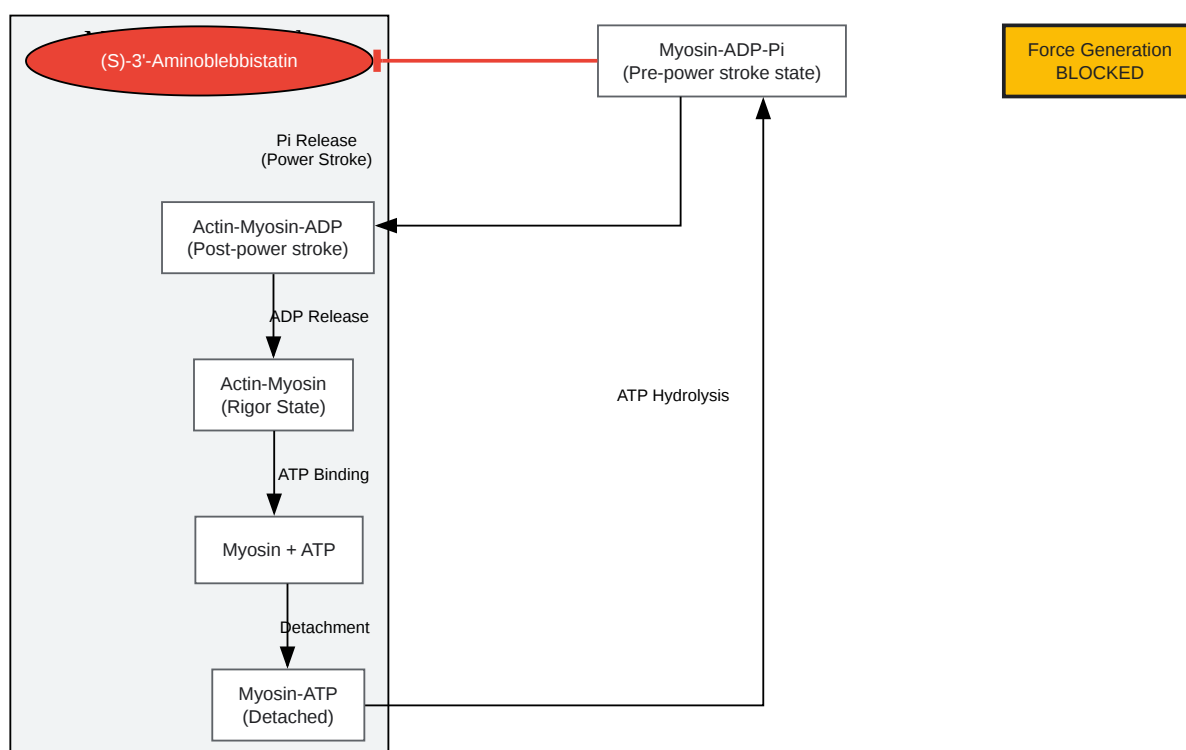 (S)-3'-Aminoblebbistatin
Myosin-ADP-Pi
(Pre-power stroke state)
Force Generation
BLOCKED
Pi Release
(Power Stroke)
Actin-Myosin-ADP
(Post-power stroke)
ADP Release
Actin-Myosin
(Rigor State)
ATP Hydrolysis
ATP Binding
Myosin + ATP
Detachment
Myosin-ATP
(Detached)